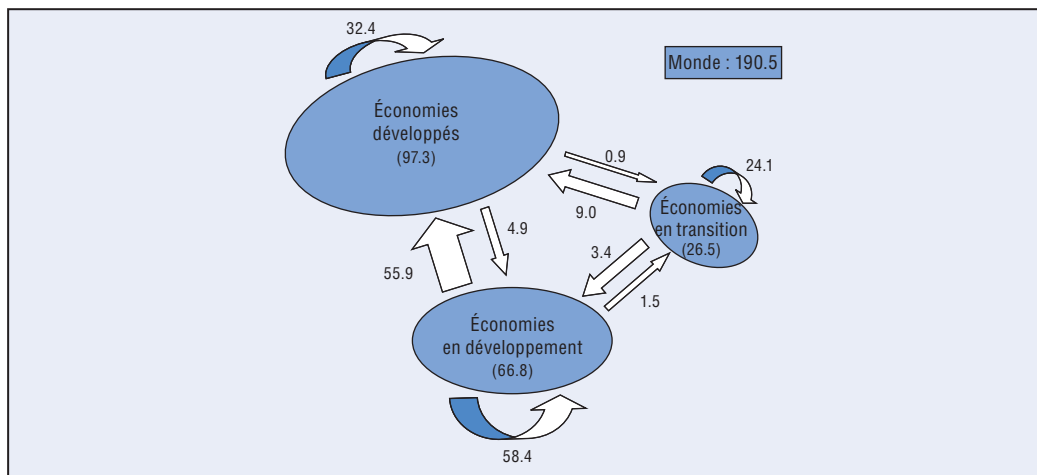 32.4
Monde : 190.5
Économies
développés
(97.3)
0.9
24.1
9.0
Économies
en transition
(26.5)
4.9
3.4
55.9
1.5
Économies
en développement
(66.8)
58.4